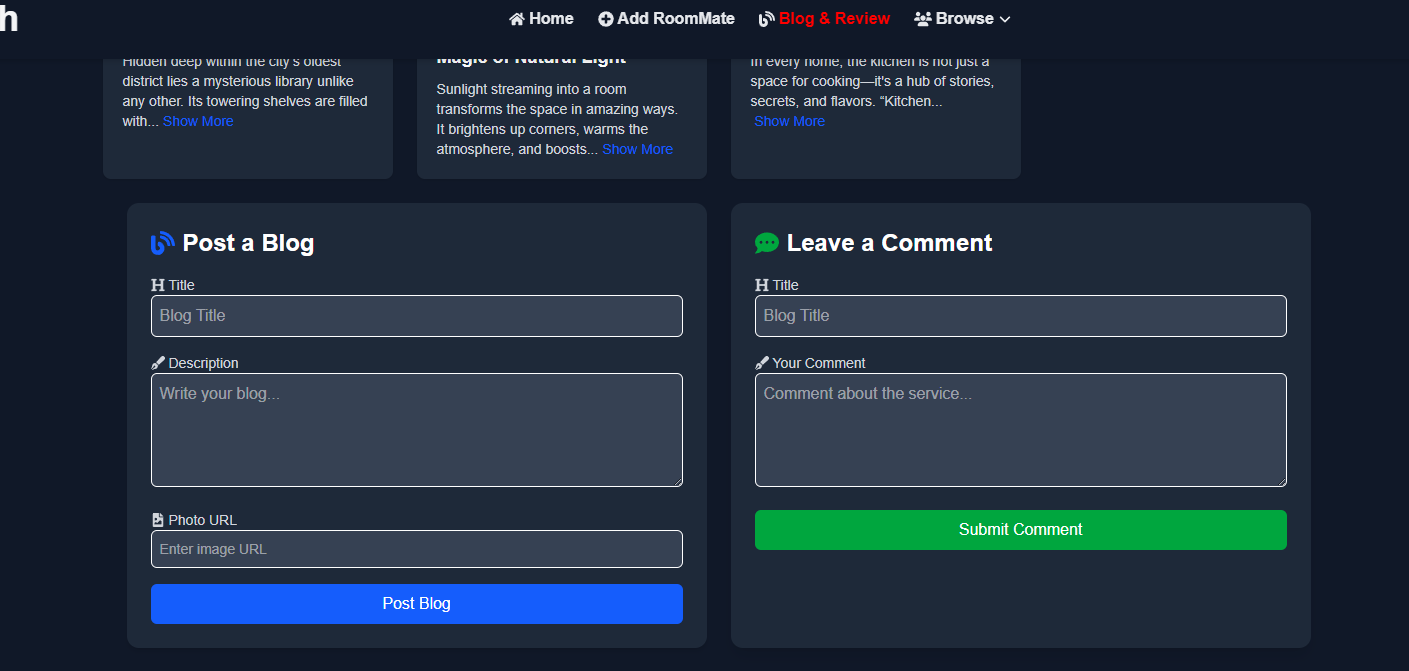 h
Home
Add RoomMate
Blog & Review
Browse
Hidden deep within the city's oldest
district lies a mysterious library unlike
any other. Its towering shelves are filled
with... Show More
Magic of Natural Light
Sunlight streaming into a room
transforms the space in amazing ways.
It brightens up corners, warms the
atmosphere, and boosts... Show More
In every home, the kitchen is not just a
space for cooking—it's a hub of stories,
secrets, and flavors. “Kitchen...
Show More
Post a Blog
Title
Blog Title
Description
Write your blog...
Photo URL
Enter image URL
Post Blog
Leave a Comment
Title
Blog Title
Your Comment
Comment about the service...
Submit Comment